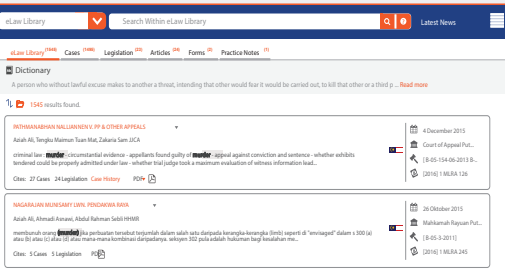 eLaw Library
Search Within eLaw Library
Latest News
eLaw Library (1545) Cases (1486) Legislation (23) Articles (24) Forms (3) Practice Notes (1)
Dictionary
A person who without lawful excuse makes to another a threat, intending that other would fear it would be carried out, to kill that other or a third p ... Read more
1545 results found.
PATHMANABHAN NALLIANNEN V. PP & OTHER APPEALS
Aziah Ali, Tengku Maimun Tuan Mat, Zakaria Sam JJCA
criminal law : murder - circumstantial evidence - appellants found guilty of murder - appeal against conviction and sentence - whether exhibits
tendered could be properly admitted under law - whether trial judge took a maximum evaluation of witness information lead...
Cites: 27 Cases 24 Legislation Case History PDF
4 December 2015
Court of Appeal Put...
[ B-05-154-06-2013 B...
[2016] 1 MLRA 126
NAGARAJAN MUNISAMY LWN. PENDAKWA RAYA
Aziah Ali, Ahmadi Asnawi, Abdul Rahman Sebli HHMR
membunuh orang (murder) jika perbuatan tersebut terjumlah dalam salah satu daripada kerangka-kerangka (limb) seperti di "envisaged" dalam s 300 (a)
atau (b) atau (c) atau (d) atau mana-mana kombinasi daripadanya. seksyen 302 pula adalah hukuman bagi kesalahan me...
Cites: 5 Cases 5 Legislation PDF
26 Oktober 2015
Mahkamah Rayuan Put...
[ B-05-3-2011]
[2016] 1 MLRA 245